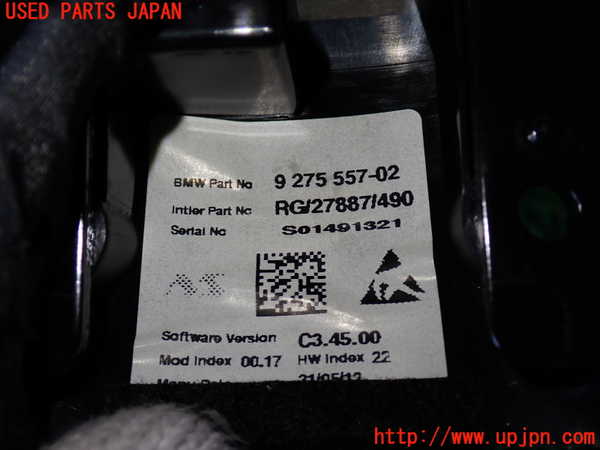 USED PARTS JAPAN
BMW Part No 9 275 557-02
Intier Part No RG/27887/490
Serial No S01491321
Software Version C3.45.00
Mod Index 00.17 HW Index 22
http://www.upjpn.com/